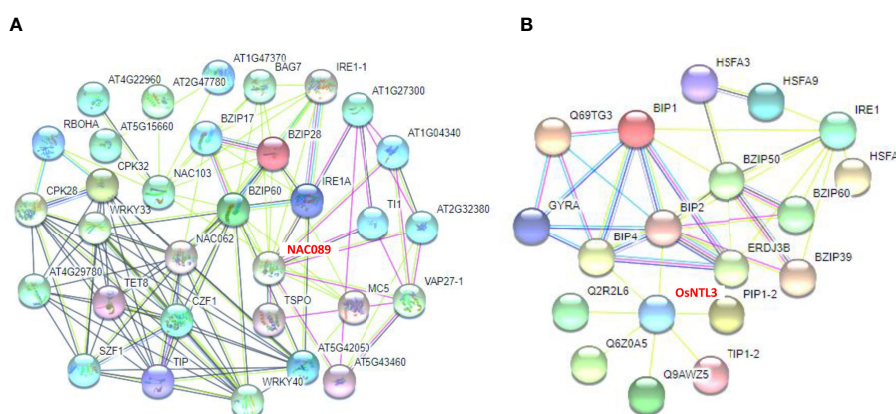 A
B
AT1G47370
BAG7
IRE1-1
AT4G22960
AT2G47780
AT1G27300
RBOHA
BZIP17
BZIP28
AT5G15660
AT1G04340
CPK32
NAC103
CPK28
BZIP60
IRE1A
WRKY33
TI1
AT2G32380
NAC062
NAC089
AT4G29780
TET8
CZF1
TSPO
MC5
VAP27-1
SZF1
TIP
AT5G42050
AT5G43460
WRKY40
HSFA3
HSFA9
Q69TG3
BIP1
IRE1
BZIP50
HSFA
BZIP60
GYRA
BIP2
BIP4
ERDJ3B
BZIP39
OsNTL3
Q2R2L6
PIP1-2
Q6Z0A5
TIP1-2
Q9AWZ5